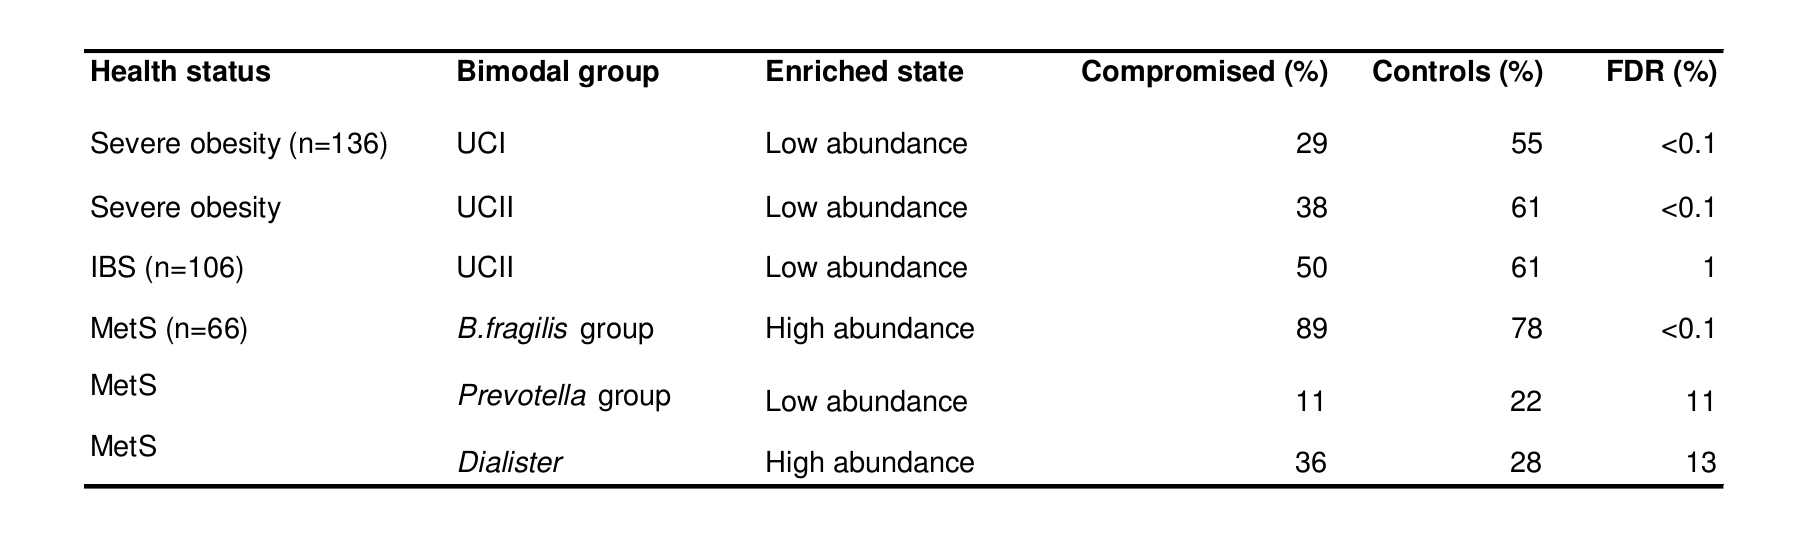 Health status Bimodal group Enriched state Compromised (%) Controls (%) FDR (%)
Severe obesity (n=136) UCI Low abundance 29 55 <0.1
Severe obesity UCII Low abundance 38 61 <0.1
IBS (n=106) UCII Low abundance 50 61 1
MetS (n=66) B.fragilis group High abundance 89 78 <0.1
MetS Prevotella group Low abundance 11 22 11
MetS Dialister High abundance 36 28 13